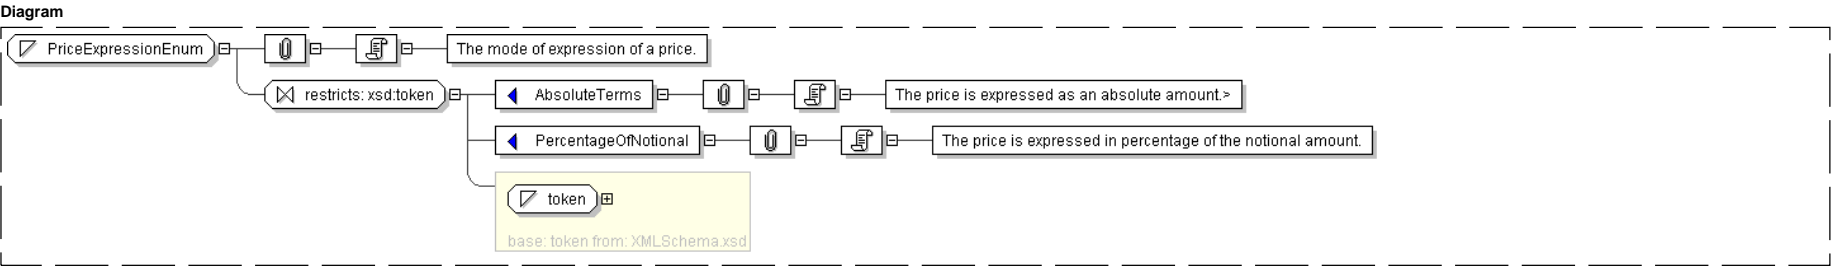 Diagram
PriceExpressionEnum
The mode of expression of a price.
restricts: xsd:token
AbsoluteTerms
The price is expressed as an absolute amount.>
PercentageOfNotional
The price is expressed in percentage of the notional amount.
token
base: token from: XMLSchema.xsd